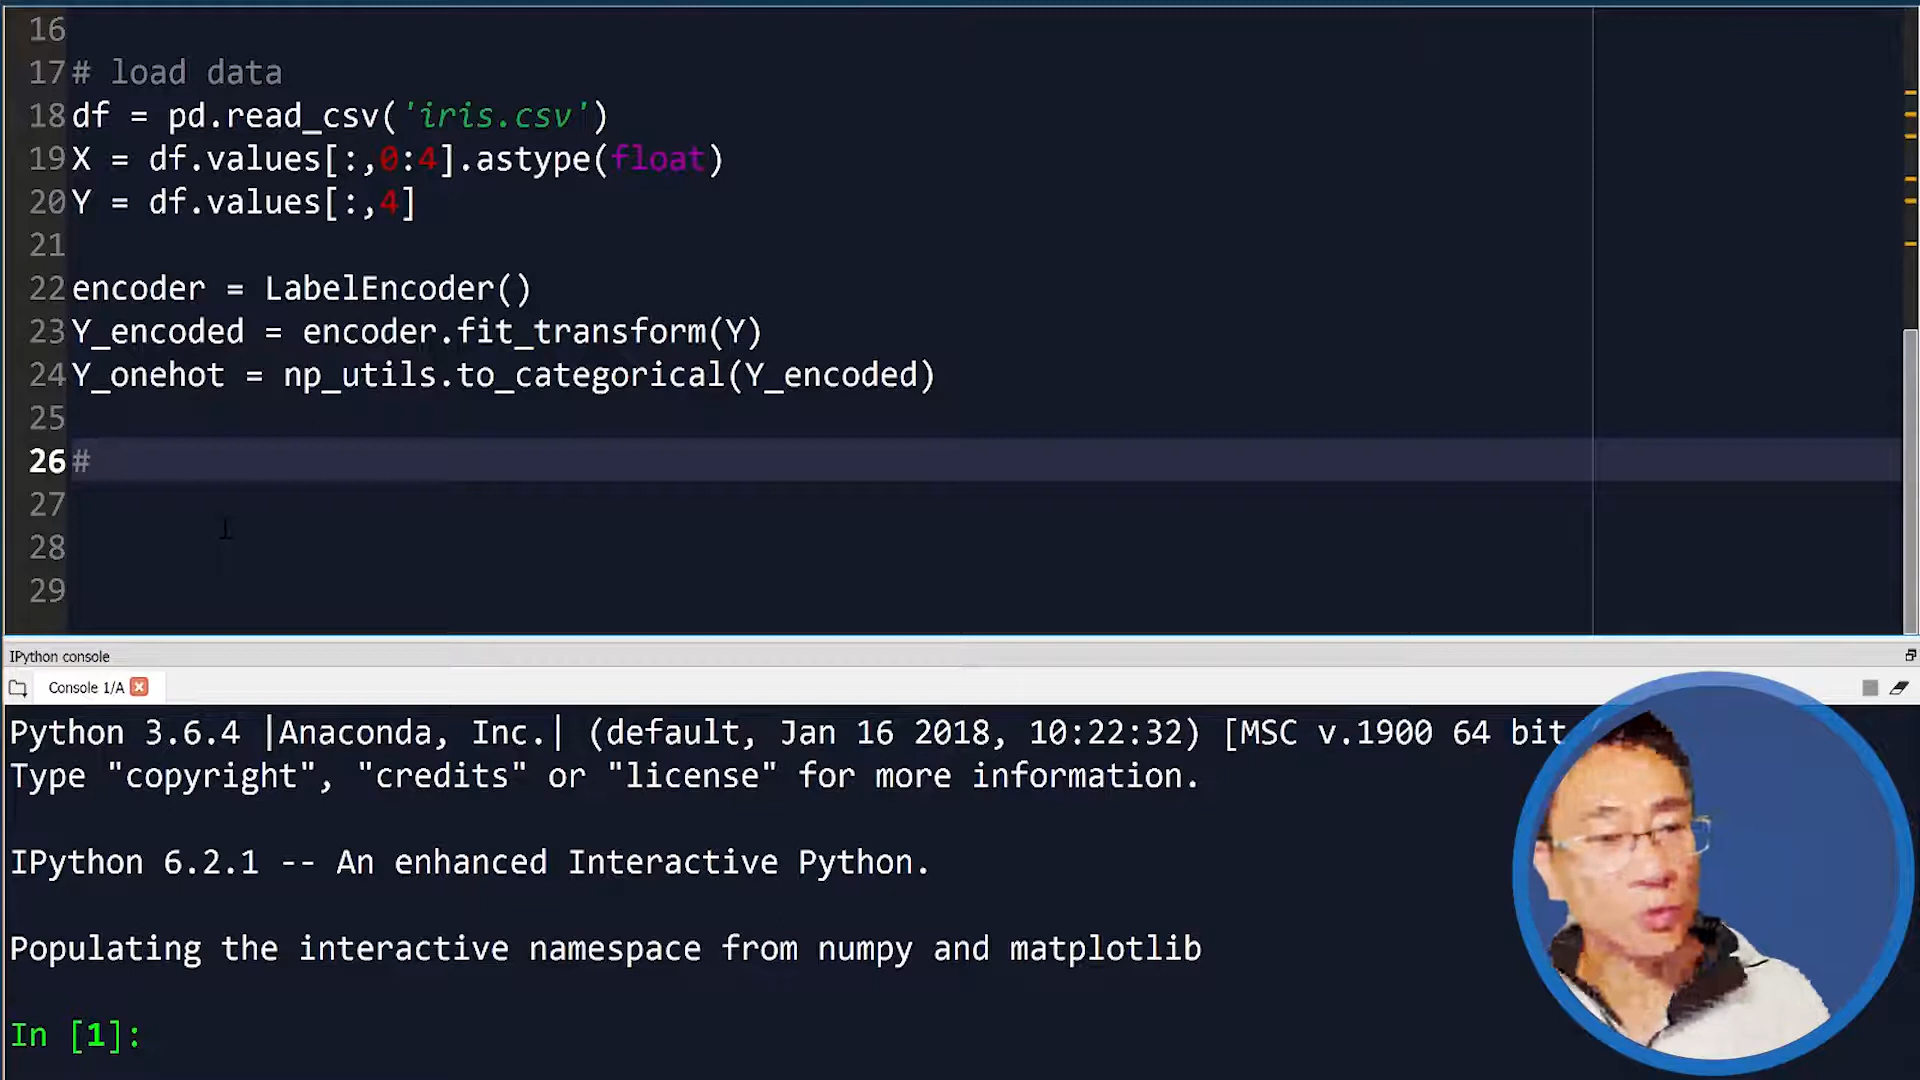 16
17 # load data
18 df = pd.read_csv('iris.csv')
19 X = df.values[:,0:4].astype(float)
20 Y = df.values[:,4]
21
22 encoder = LabelEncoder()
23 Y_encoded = encoder.fit_transform(Y)
24 Y_onehot = np_utils.to_categorical(Y_encoded)
25
26 #
27
28
29
IPython console
Console 1/A
Python 3.6.4 |Anaconda, Inc.| (default, Jan 16 2018, 10:22:32) [MSC v.1900 64 bit
Type "copyright", "credits" or "license" for more information.
IPython 6.2.1 -- An enhanced Interactive Python.
Populating the interactive namespace from numpy and matplotlib
In [1]: